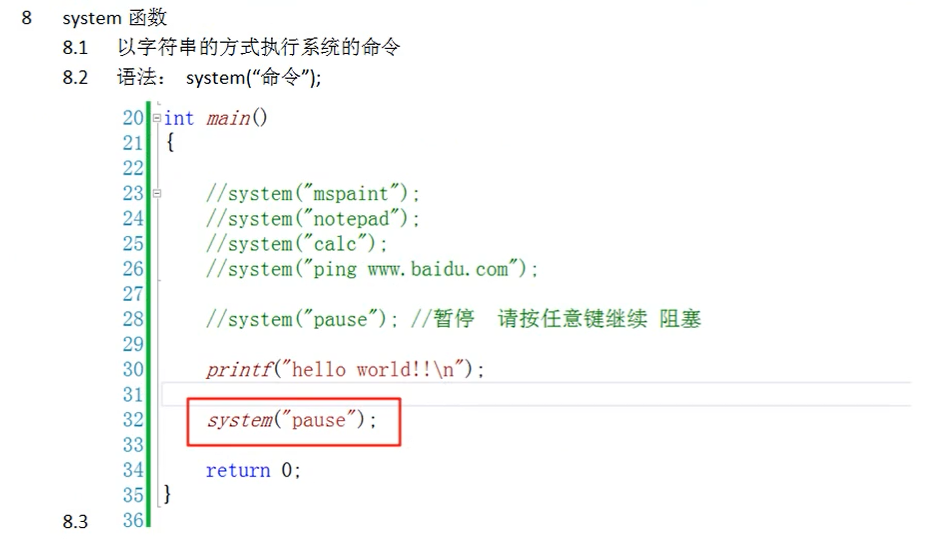 8 system 函数
8.1 以字符串的方式执行系统的命令
8.2 语法： system(“命令”);
20 int main()
21 {
22
23 //system("mspaint");
24 //system("notepad");
25 //system("calc");
26 //system("ping www.baidu.com");
27
28 //system("pause"); //暂停 请按任意键继续 阻塞
29
30 printf("hello world!!\n");
31
32 system("pause");
33
34 return 0;
35 }
8.3 36